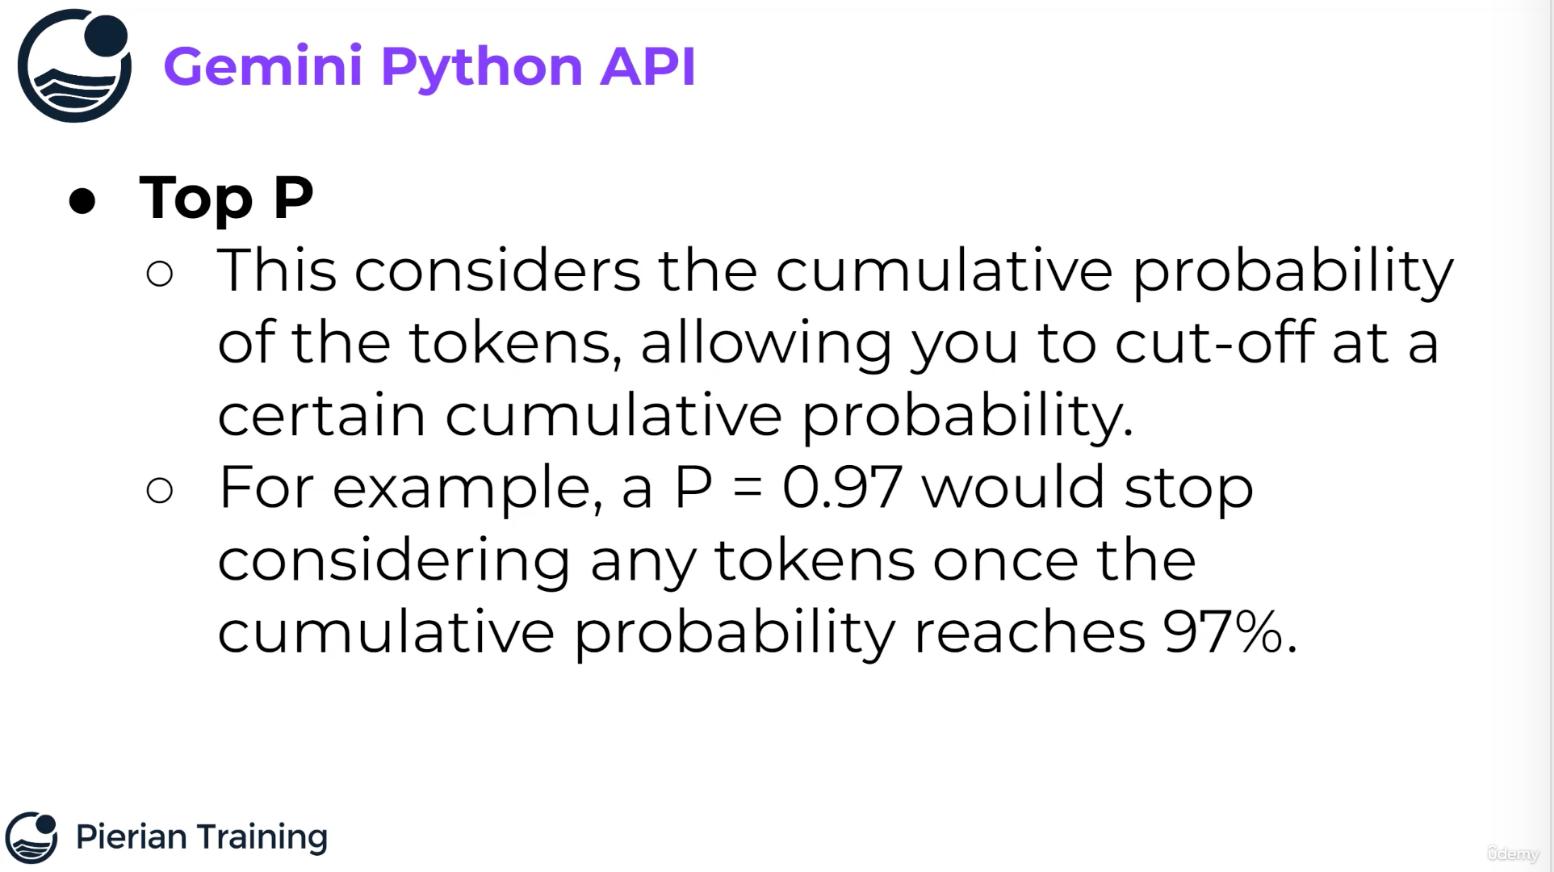 Gemini Python API
● Top P
○ This considers the cumulative probability
of the tokens, allowing you to cut-off at a
certain cumulative probability.
○ For example, a P = 0.97 would stop
considering any tokens once the
cumulative probability reaches 97%.
Pierian Training
ûdemy